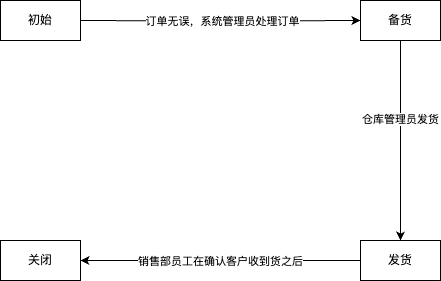 初始
订单无误，系统管理员处理订单
备货
仓库管理员发货
关闭
销售部员工在确认客户收到货之后
发货